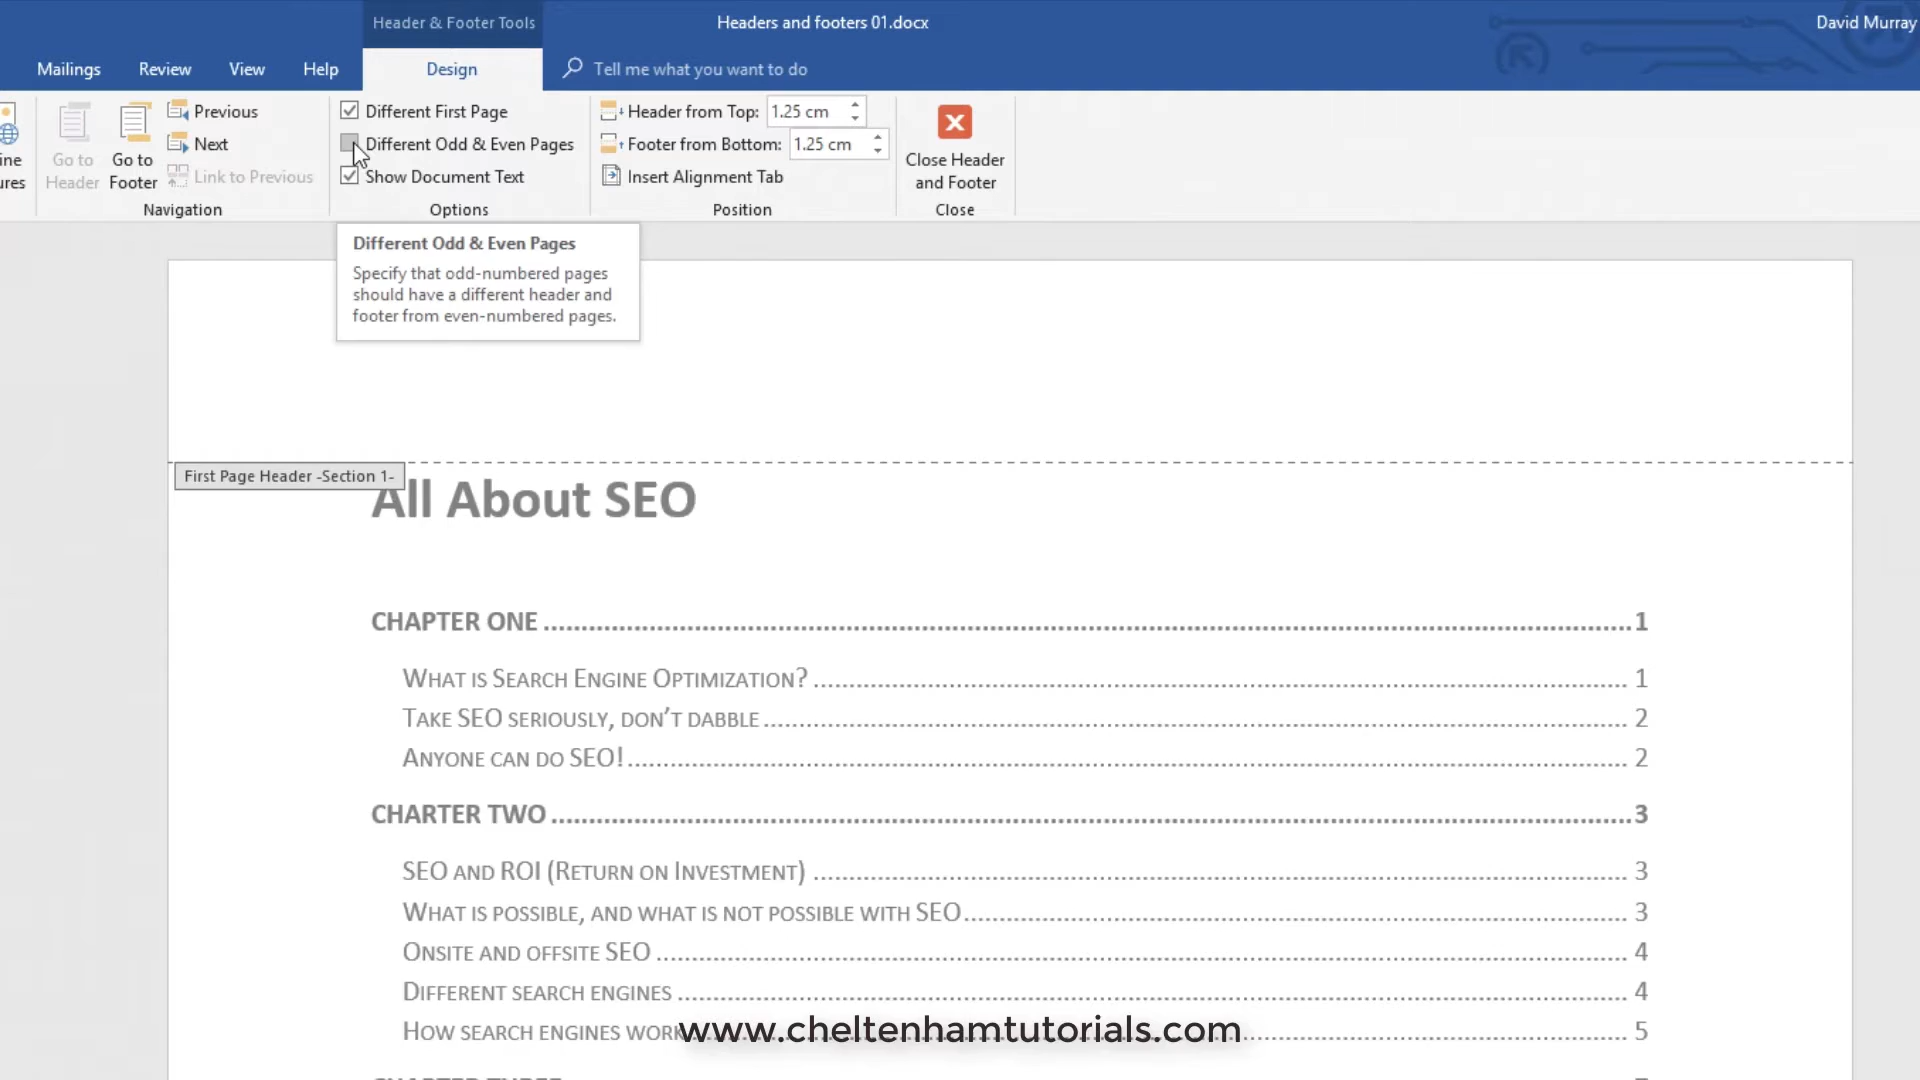 Header & Footer Tools
Headers and footers 01.docx
David Murray
Mailings
Review
View
Help
Design
Tell me what you want to do
Go to
Header
Go to
Footer
Previous
Next
Link to Previous
Navigation
Different First Page
Different Odd & Even Pages
Show Document Text
Options
Header from Top: 1.25 cm
Footer from Bottom: 1.25 cm
Insert Alignment Tab
Position
Close Header
and Footer
Close
Different Odd & Even Pages
Specify that odd-numbered pages
should have a different header and
footer from even-numbered pages.
First Page Header -Section 1-
All About SEO
CHAPTER ONE 1
WHAT IS SEARCH ENGINE OPTIMIZATION? 1
TAKE SEO SERIOUSLY, DON’T DABBLE 2
ANYONE CAN DO SEO! 2
CHARTER TWO 3
SEO AND ROI (RETURN ON INVESTMENT) 3
WHAT IS POSSIBLE, AND WHAT IS NOT POSSIBLE WITH SEO 3
ONSITE AND OFFSITE SEO 4
DIFFERENT SEARCH ENGINES 4
HOW SEARCH ENGINES WORK 5
www.cheltenhamtutorials.com